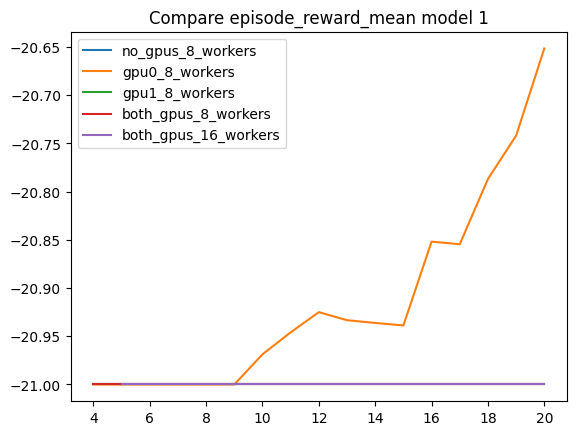 Compare episode_reward_mean model 1
no_gpus_8_workers
gpu0_8_workers
gpu1_8_workers
both_gpus_8_workers
both_gpus_16_workers
−20.65
−20.70
−20.75
−20.80
−20.85
−20.90
−20.95
−21.00
4 6 8 10 12 14 16 18 20